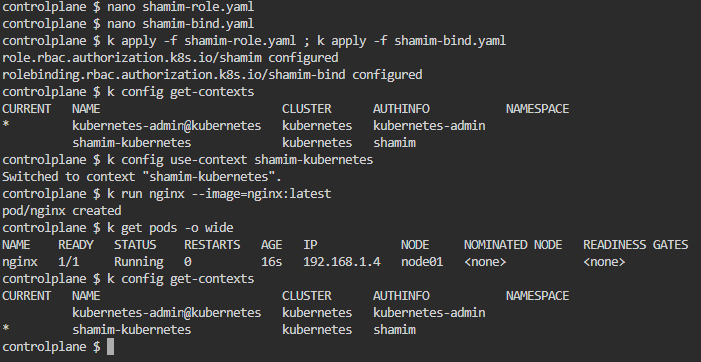 controlplane $ nano shamim-role.yaml
controlplane $ nano shamim-bind.yaml
controlplane $ k apply -f shamim-role.yaml ; k apply -f shamim-bind.yaml
role.rbac.authorization.k8s.io/shamim configured
rolebinding.rbac.authorization.k8s.io/shamim-bind configured
controlplane $ k config get-contexts
CURRENT   NAME                          CLUSTER      AUTHINFO           NAMESPACE
*         kubernetes-admin@kubernetes   kubernetes   kubernetes-admin
          shamim-kubernetes             kubernetes   shamim
controlplane $ k config use-context shamim-kubernetes
Switched to context "shamim-kubernetes".
controlplane $ k run nginx --image=nginx:latest
pod/nginx created
controlplane $ k get pods -o wide
NAME    READY   STATUS    RESTARTS   AGE   IP            NODE     NOMINATED NODE   READINESS GATES
nginx   1/1     Running   0          16s   192.168.1.4   node01   <none>           <none>
controlplane $ k config get-contexts
CURRENT   NAME                          CLUSTER      AUTHINFO           NAMESPACE
          kubernetes-admin@kubernetes   kubernetes   kubernetes-admin
*         shamim-kubernetes             kubernetes   shamim
controlplane $